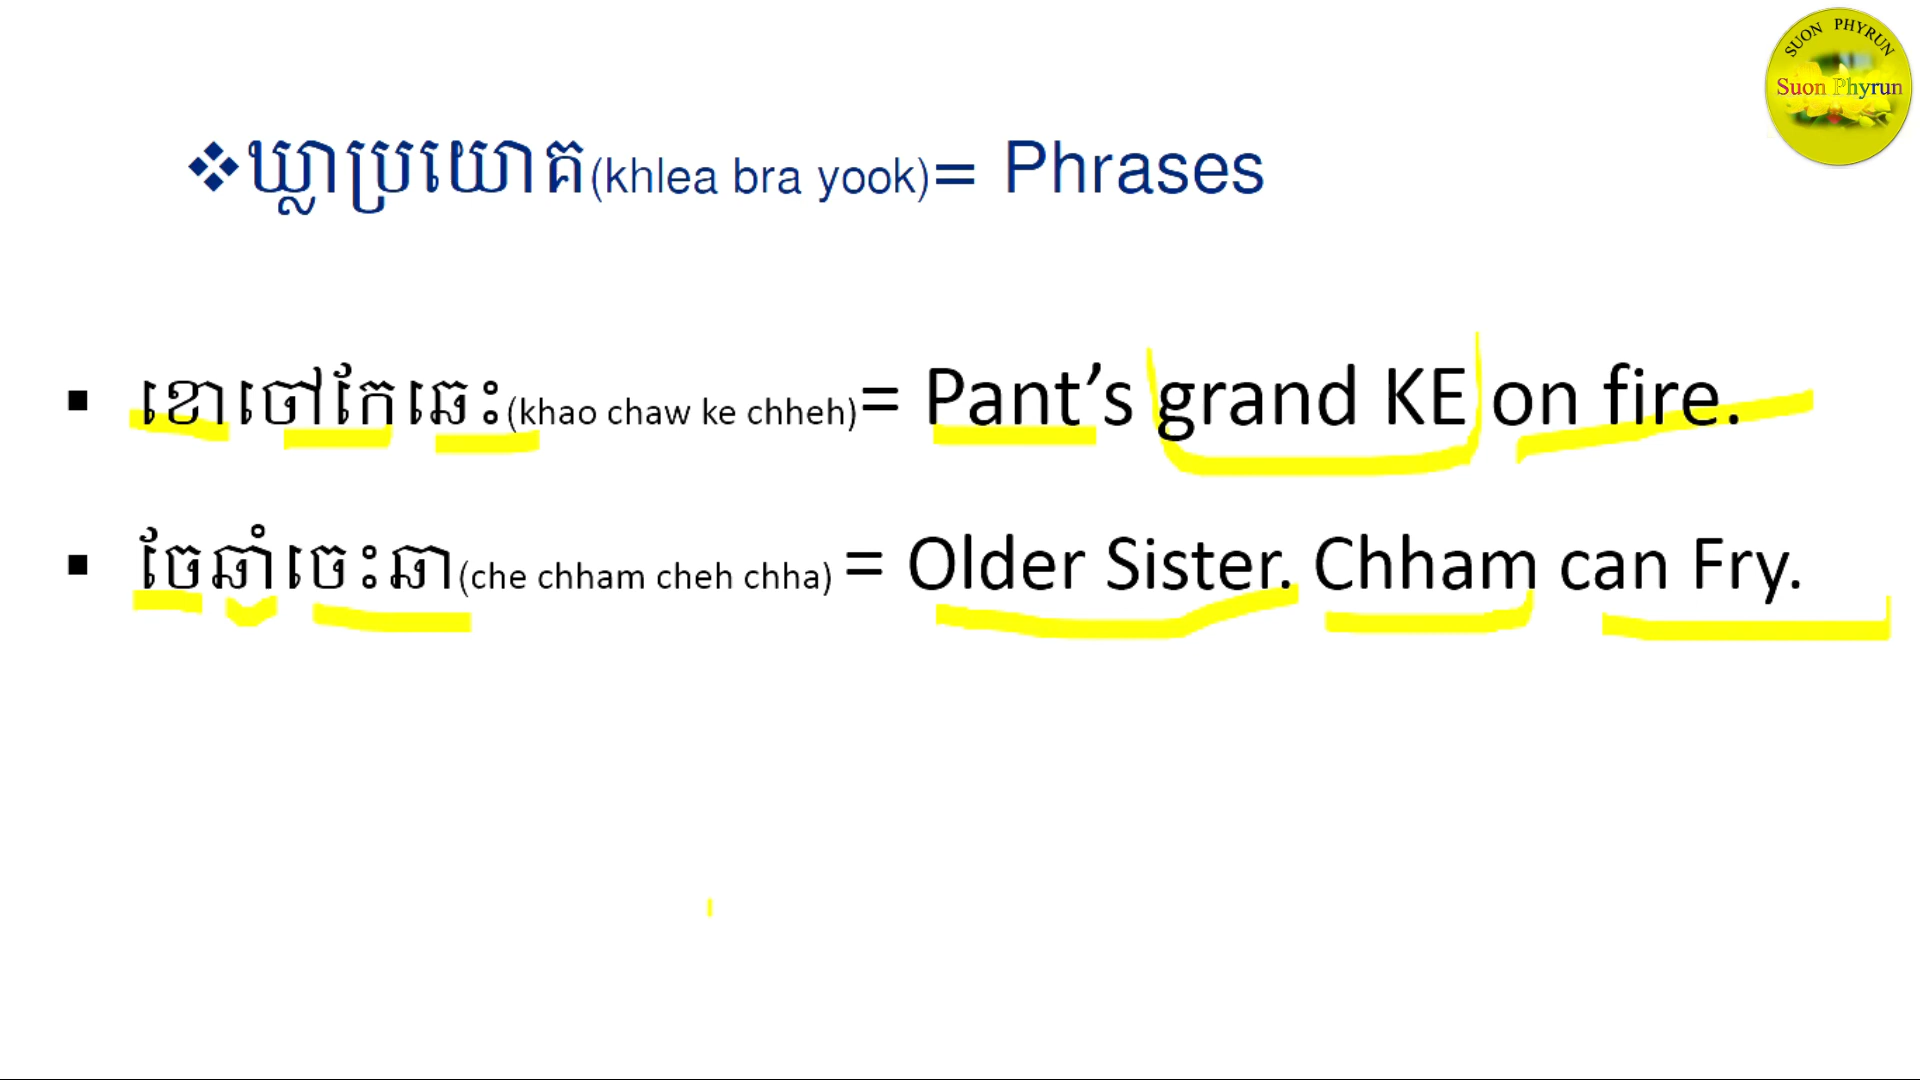 SUON PHYRUN
Suon Phyrun
❖ឃ្លាប្រយោគ(khlea bra yook)= Phrases
▪ ខោចៅកែឆេះ(khao chaw ke chheh)= Pant’s grand KE on fire.
▪ ចែឆាំចេះឆា(che chham cheh chha) = Older Sister. Chham can Fry.